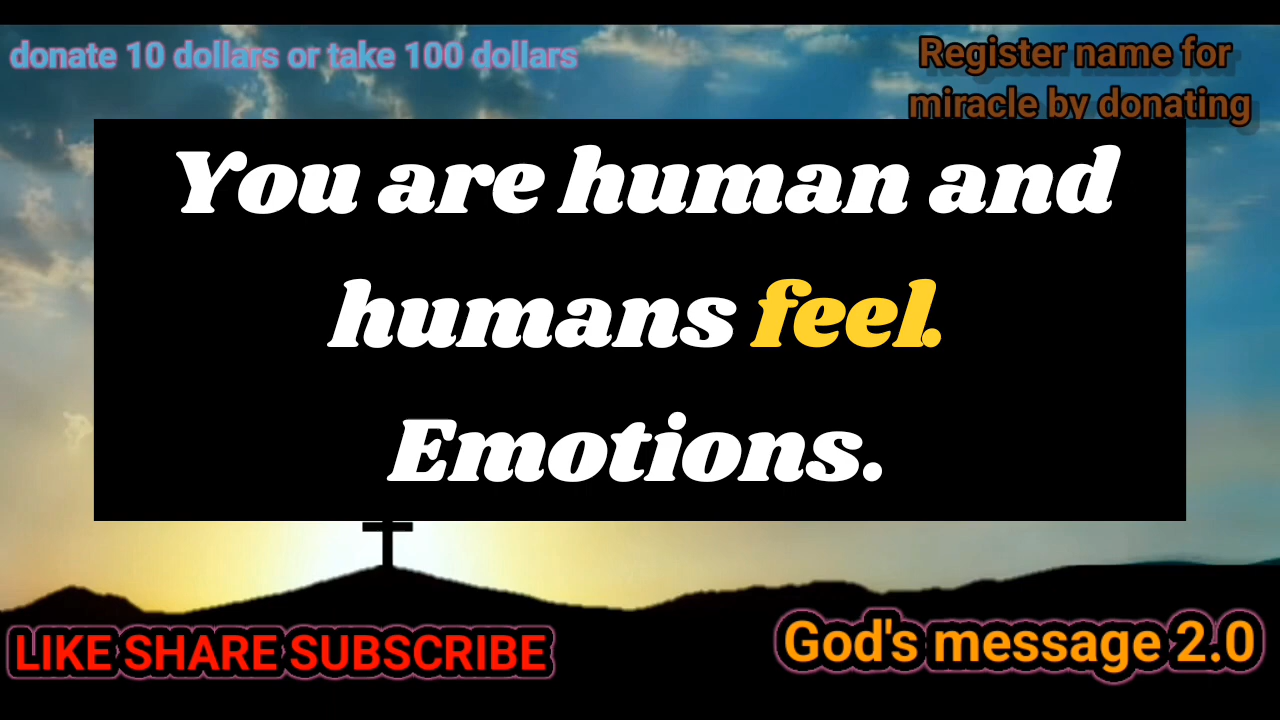 donate 10 dollars or take 100 dollars
Register name for
miracle by donating
You are human and
humans feel.
Emotions.
LIKE SHARE SUBSCRIBE
God's message 2.0